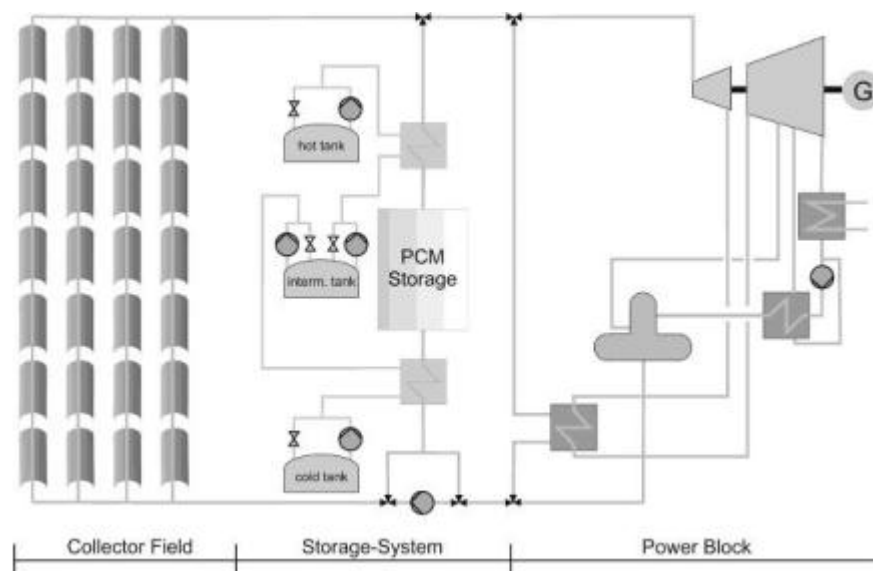 G
hot tank
PCM
Storage
interm. tank
cold tank
Collector Field
Storage-System
Power Block